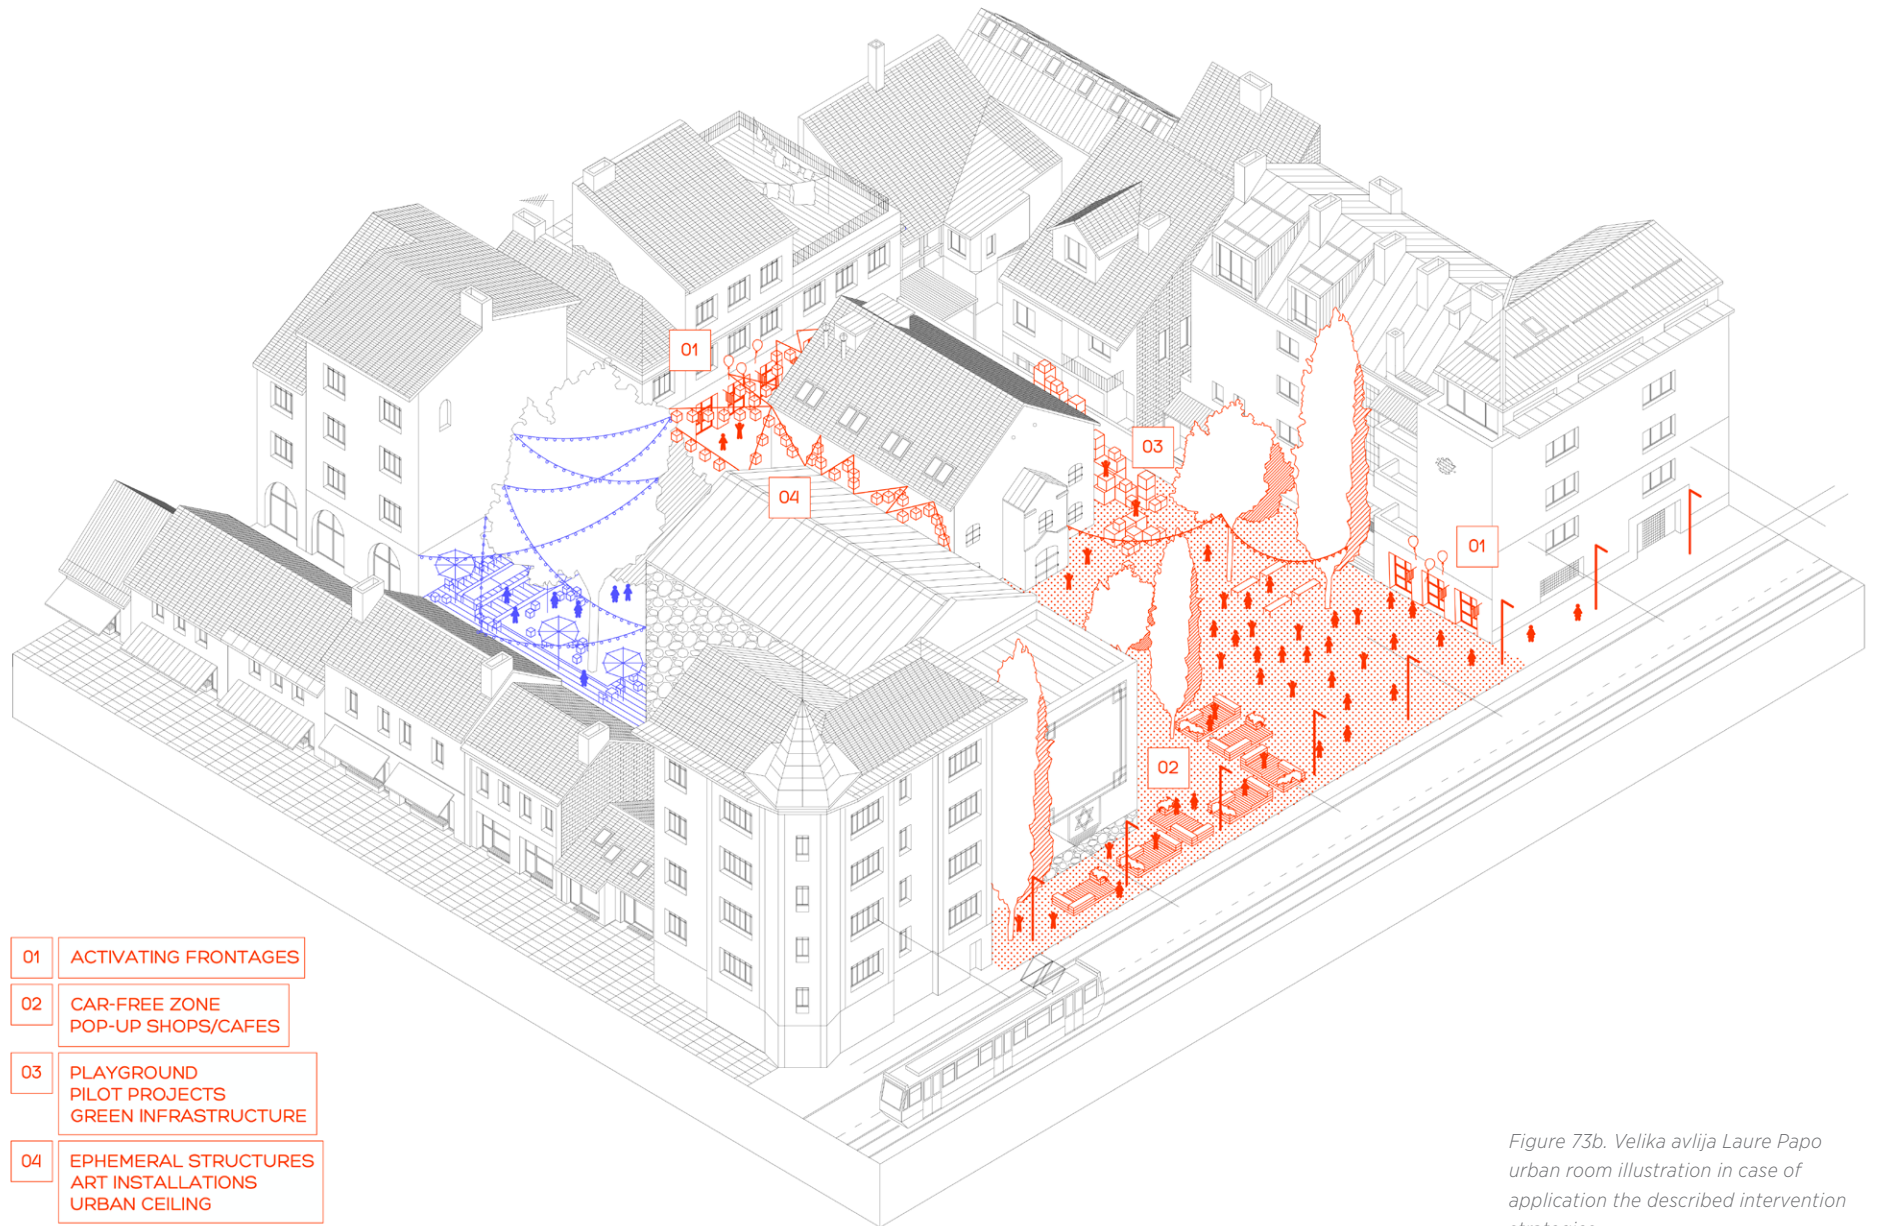 01
04
03
01
02
01 ACTIVATING FRONTAGES
02 CAR-FREE ZONE
POP-UP SHOPS/CAFES
03 PLAYGROUND
PILOT PROJECTS
GREEN INFRASTRUCTURE
04 EPHEMERAL STRUCTURES
ART INSTALLATIONS
URBAN CEILING
Figure 73b. Velika avlija Laure Papo
urban room illustration in case of
application the described intervention